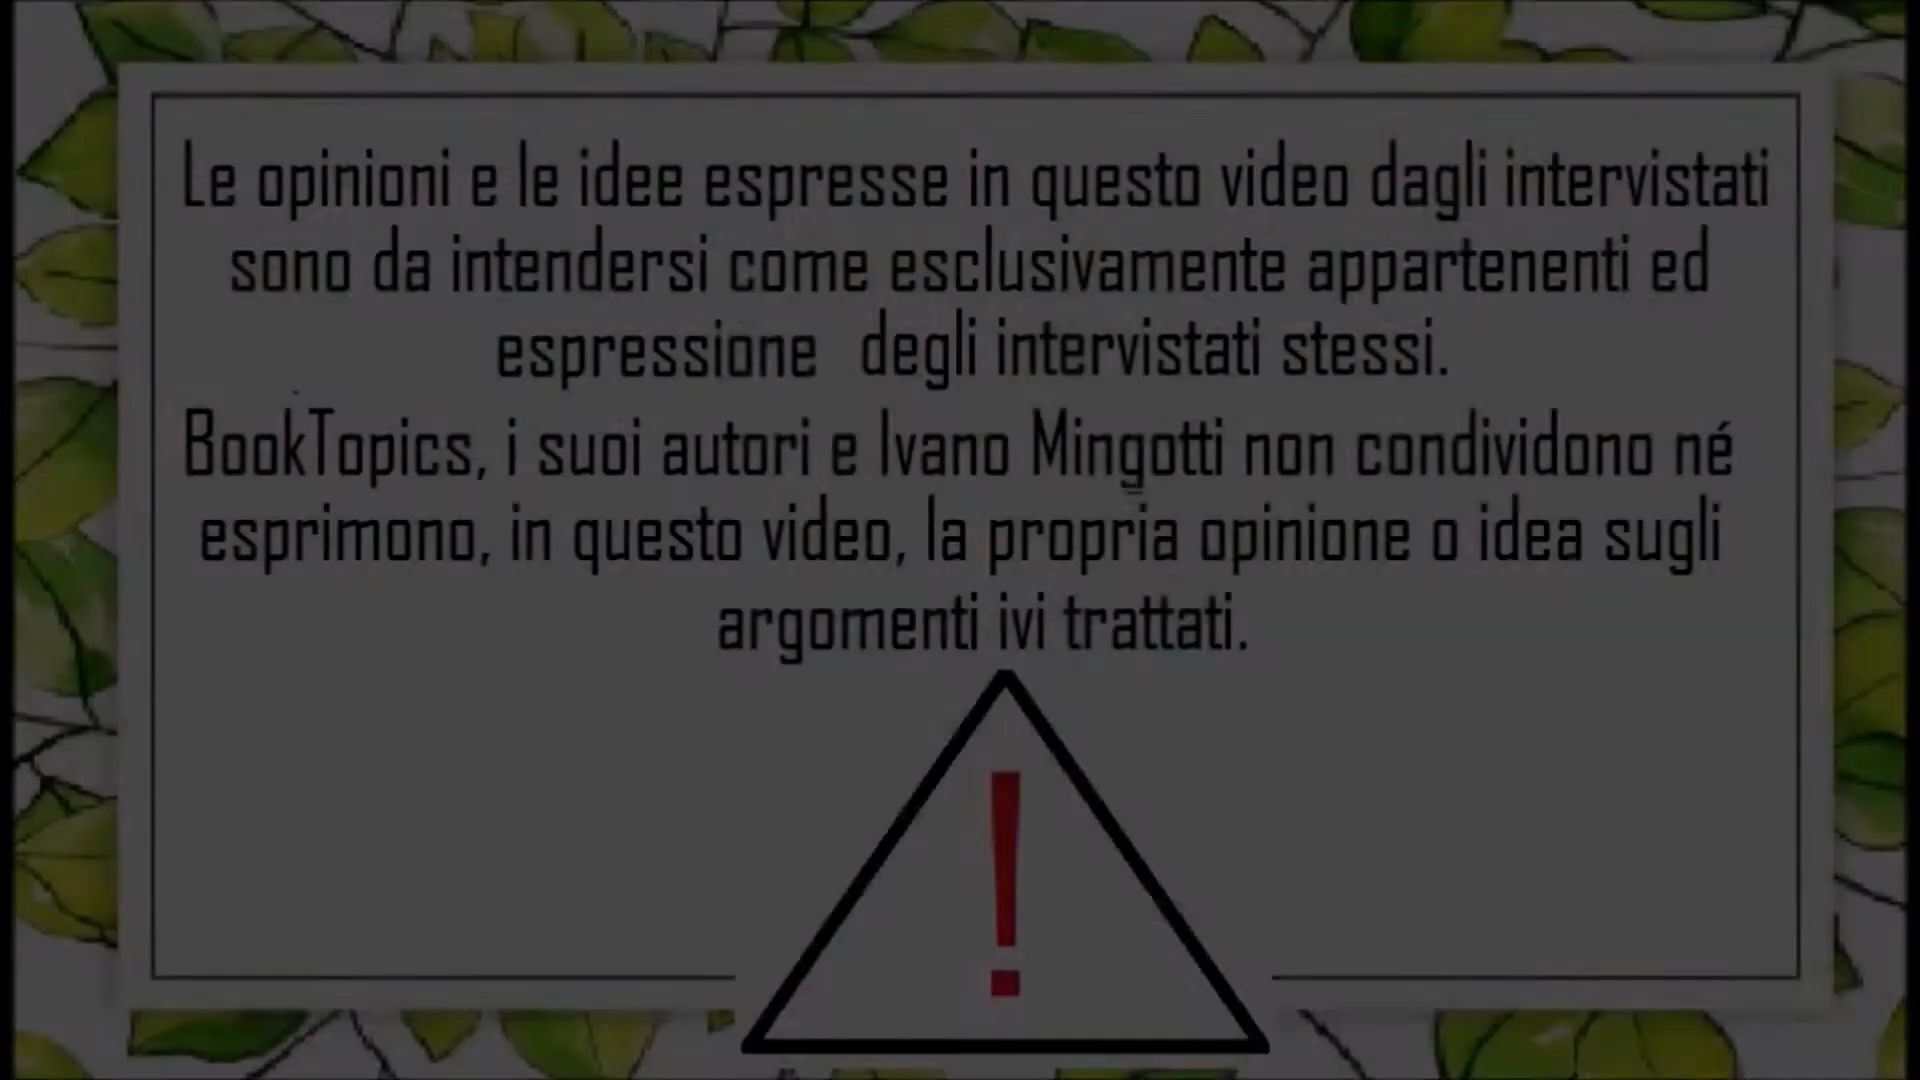 Le opinioni e le idee espresse in questo video dagli intervistati
sono da intendersi come esclusivamente appartenenti ed
espressione degli intervistati stessi.
BookTopics, i suoi autori e Ivano Mingotti non condividono né
esprimono, in questo video, la propria opinione o idea sugli
argomenti ivi trattati.
!